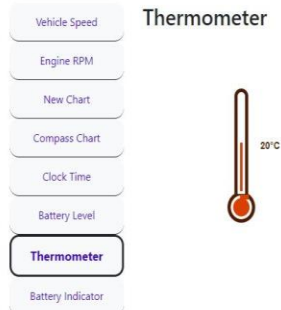 Vehicle Speed
Engine RPM
New Chart
Compass Chart
Clock Time
Battery Level
Thermometer
Battery Indicator
Thermometer
20°C